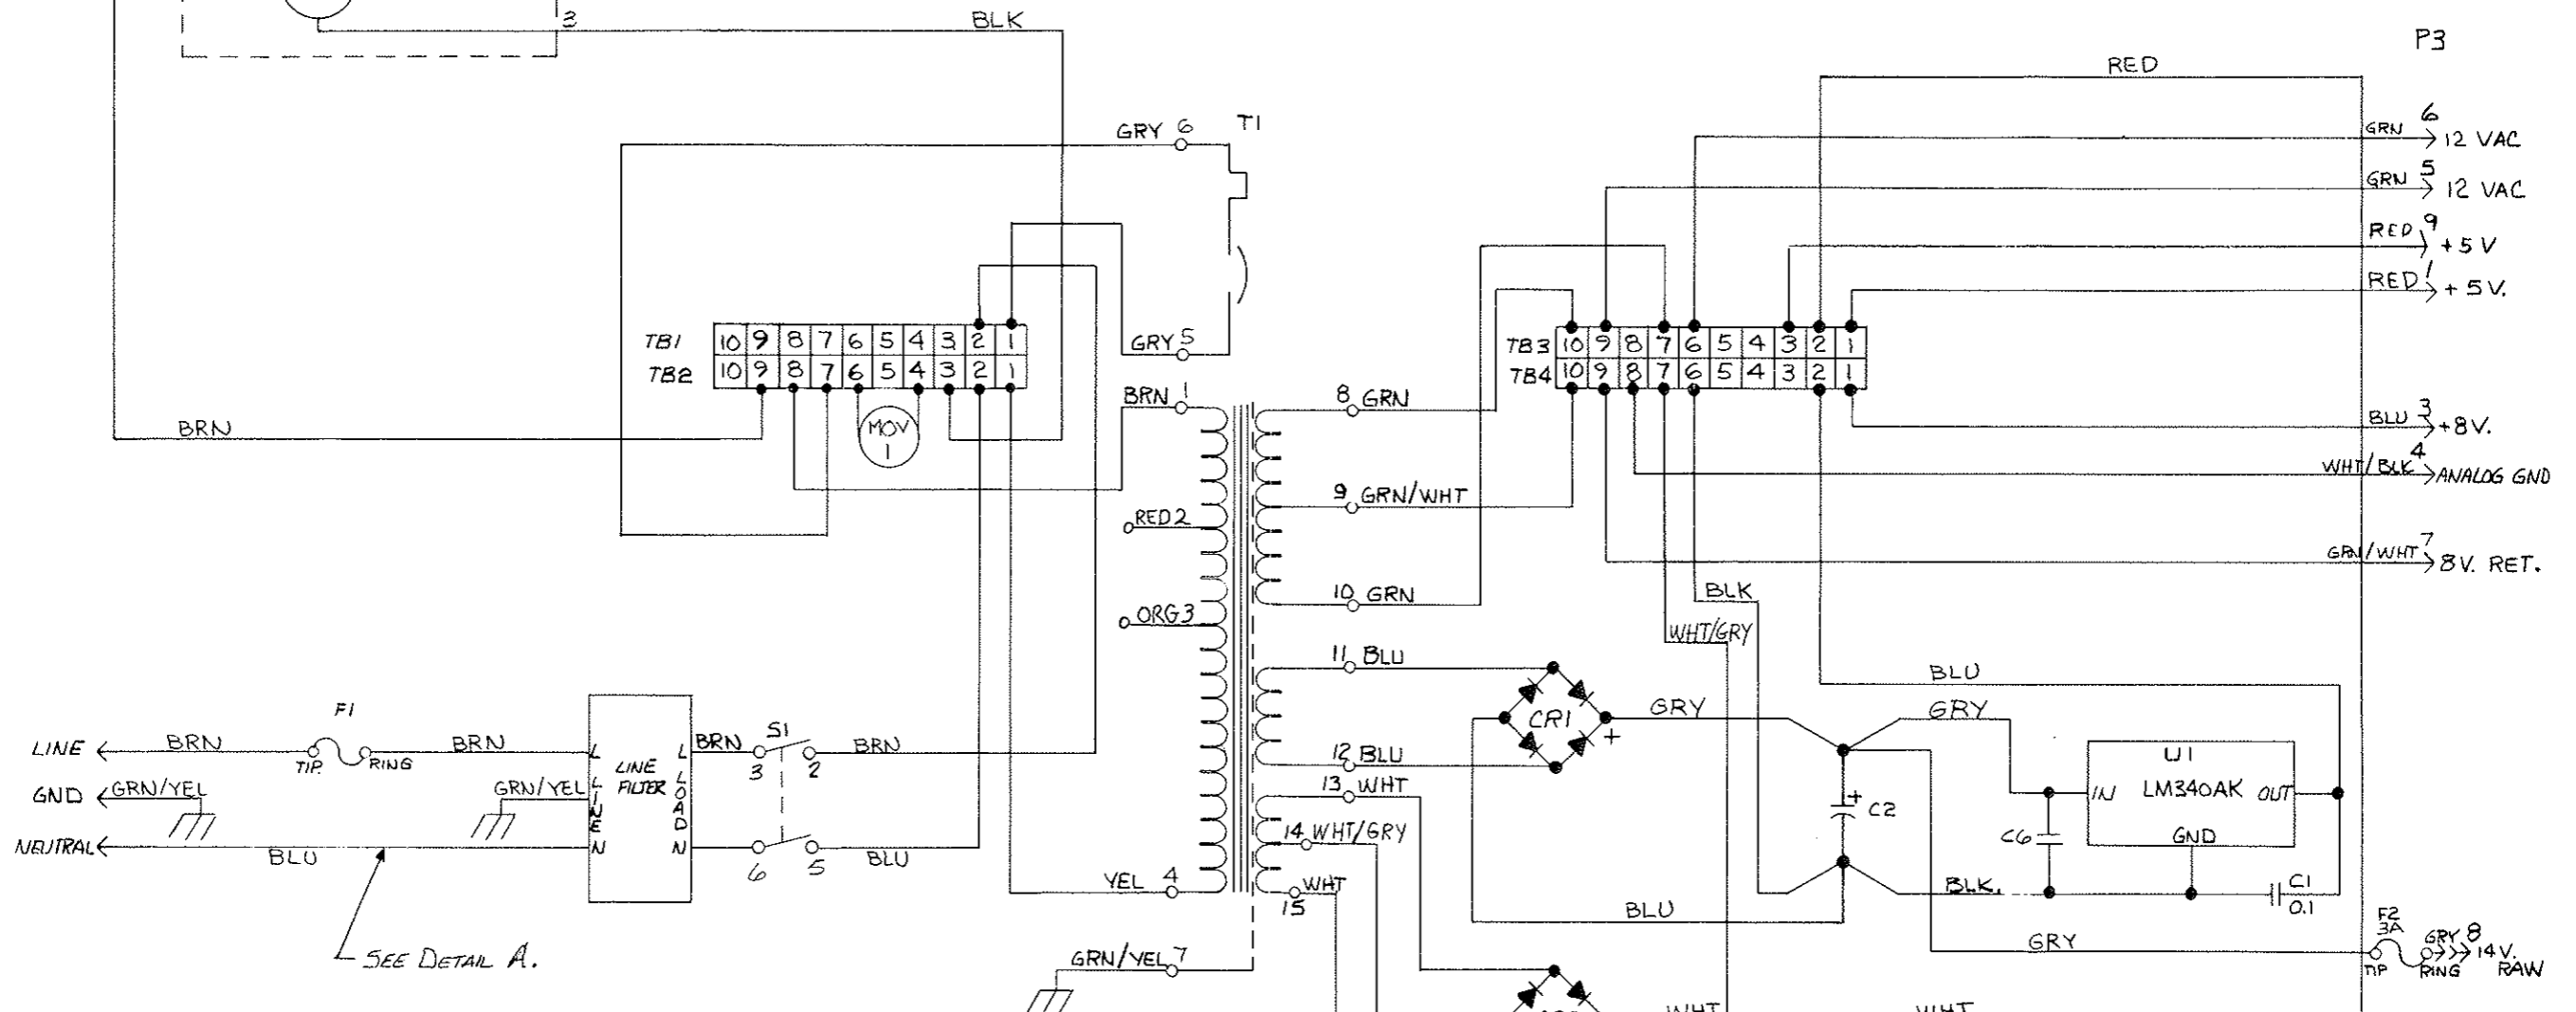 3
BLK
P3
RED
GRY 6
T1
6
GRN
12 VAC
5
GRN
12 VAC
9
RED
+5 V
1
RED
+ 5 V.
GRY 5
TB1
10 9 8 7 6 5 4 3 2 1
TB2
10 9 8 7 6 5 4 3 2 1
TB3
10 9 8 7 6 5 4 3 2 1
TB4
10 9 8 7 6 5 4 3 2 1
BRN 1
8 GRN
BRN
MOV
1
BLU 3
+8V.
4
WHT/BLK
ANALOG GND
9 GRN/WHT
RED 2
GRN/WHT 7
8V. RET.
10 GRN
BLK
ORG 3
WHT/GRY
11 BLU
BLU
F1
CR1
GRY
GRY
LINE
BRN
TIP.
RING
BRN
L
LINE
N
LINE
FILTER
L
LOAD
N
BRN
S1
3
2
BRN
12 BLU
+
13 WHT
U1
LM340AK
IN
OUT
GND
GND
GRN/YEL
GRN/YEL
+
C2
C6
14 WHT/GRY
NEUTRAL
BLU
6
5
BLU
YEL 4
WHT
15
BLK.
C1
0.1
BLU
F2
3A
SEE DETAIL A.
GRN/YEL 7
GRY
TIP
RING
GRY 8
14 V.
RAW
WHT
WHT